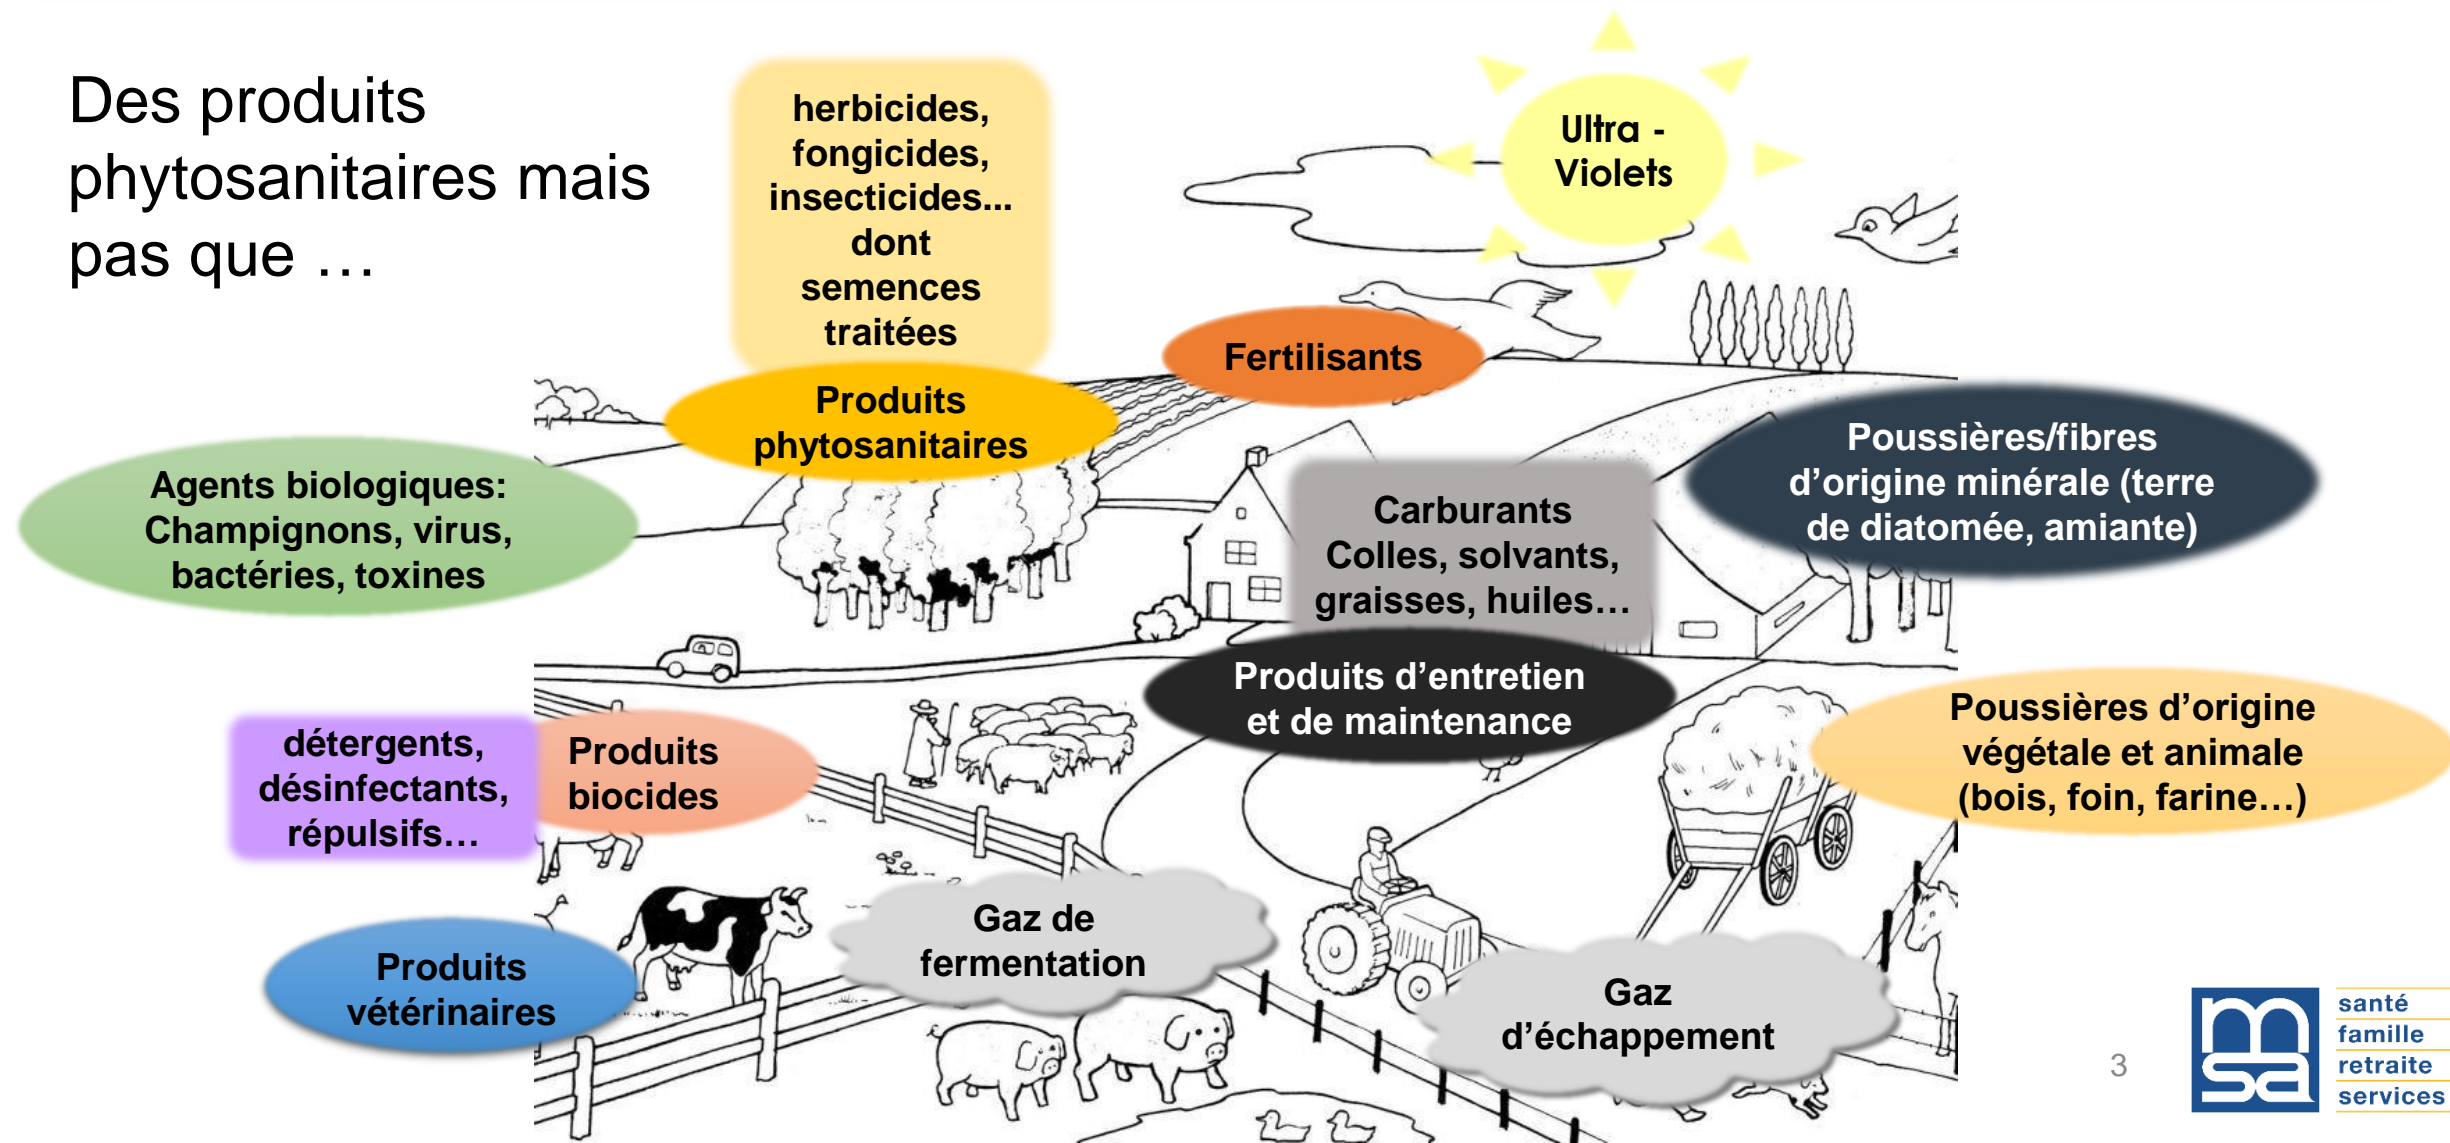 Des produits
phytosanitaires mais
pas que …
herbicides,
fongicides,
insecticides...
dont
semences
traitées
Produits
phytosanitaires
Ultra -
Violets
Fertilisants
Agents biologiques:
Champignons, virus,
bactéries, toxines
Carburants
Colles, solvants,
graisses, huiles…
Produits d’entretien
et de maintenance
Poussières/fibres
d’origine minérale (terre
de diatomée, amiante)
détergents,
désinfectants,
répulsifs…
Produits
biocides
Poussières d’origine
végétale et animale
(bois, foin, farine…)
Produits
vétérinaires
Gaz de
fermentation
Gaz
d’échappement
3
msa
santé
famille
retraite
services